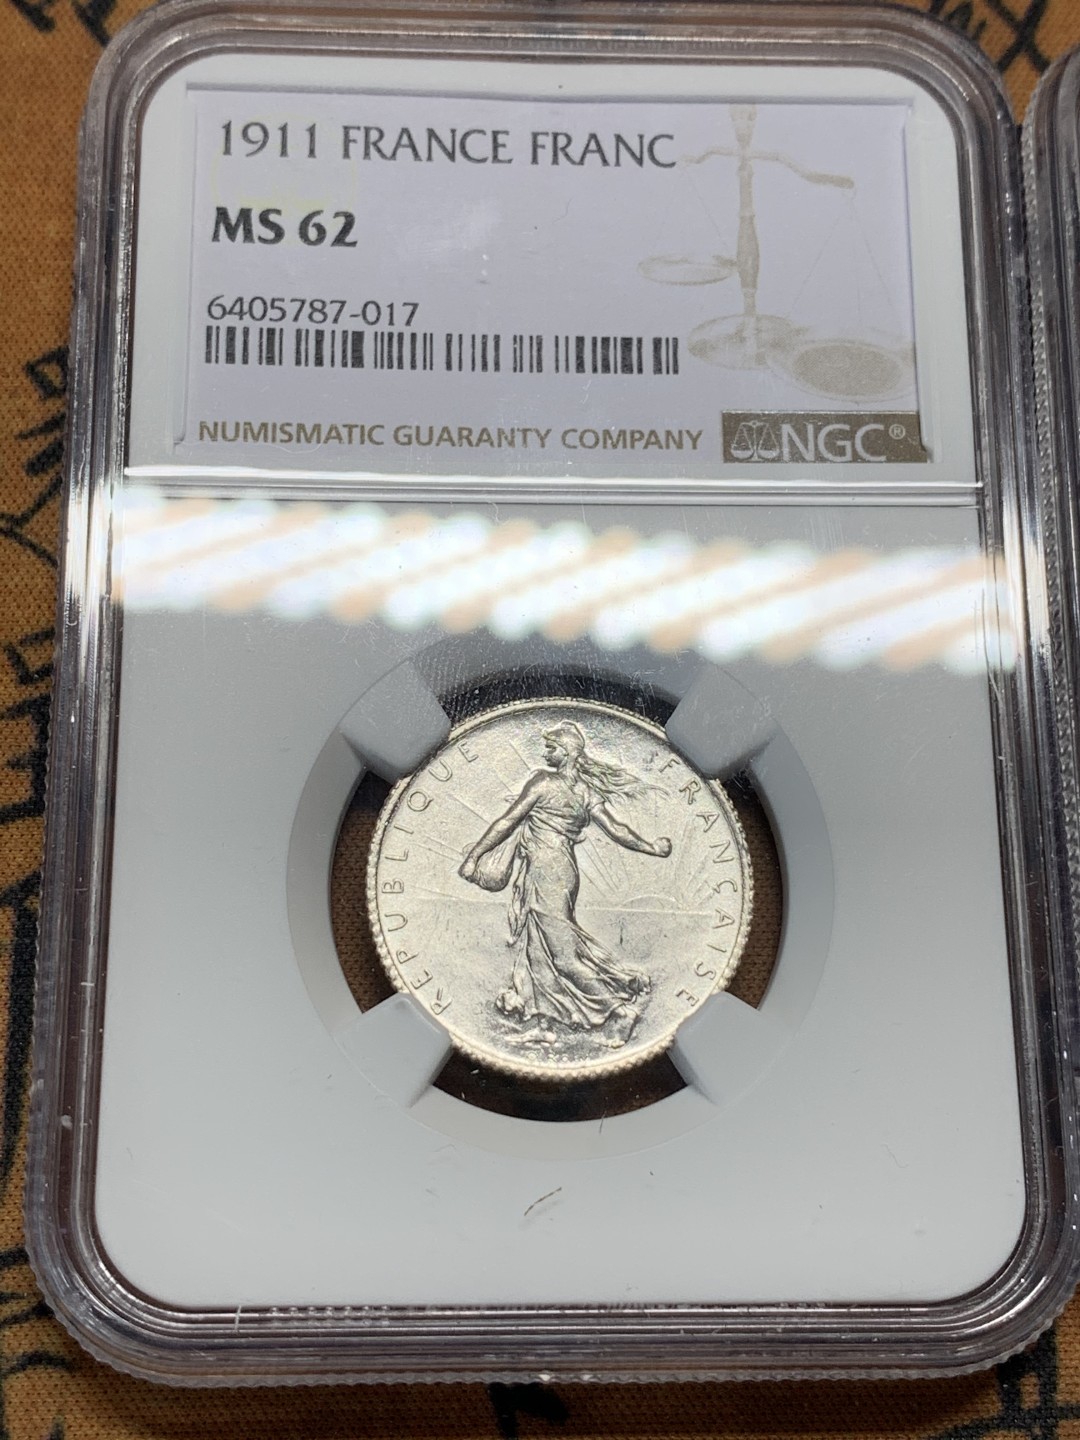 1911 FRANCE FRANC
MS 62
6405787-017
NUMISMATIC GUARANTY COMPANY
NGC®
REPUBLIQUE
FRANÇAISE